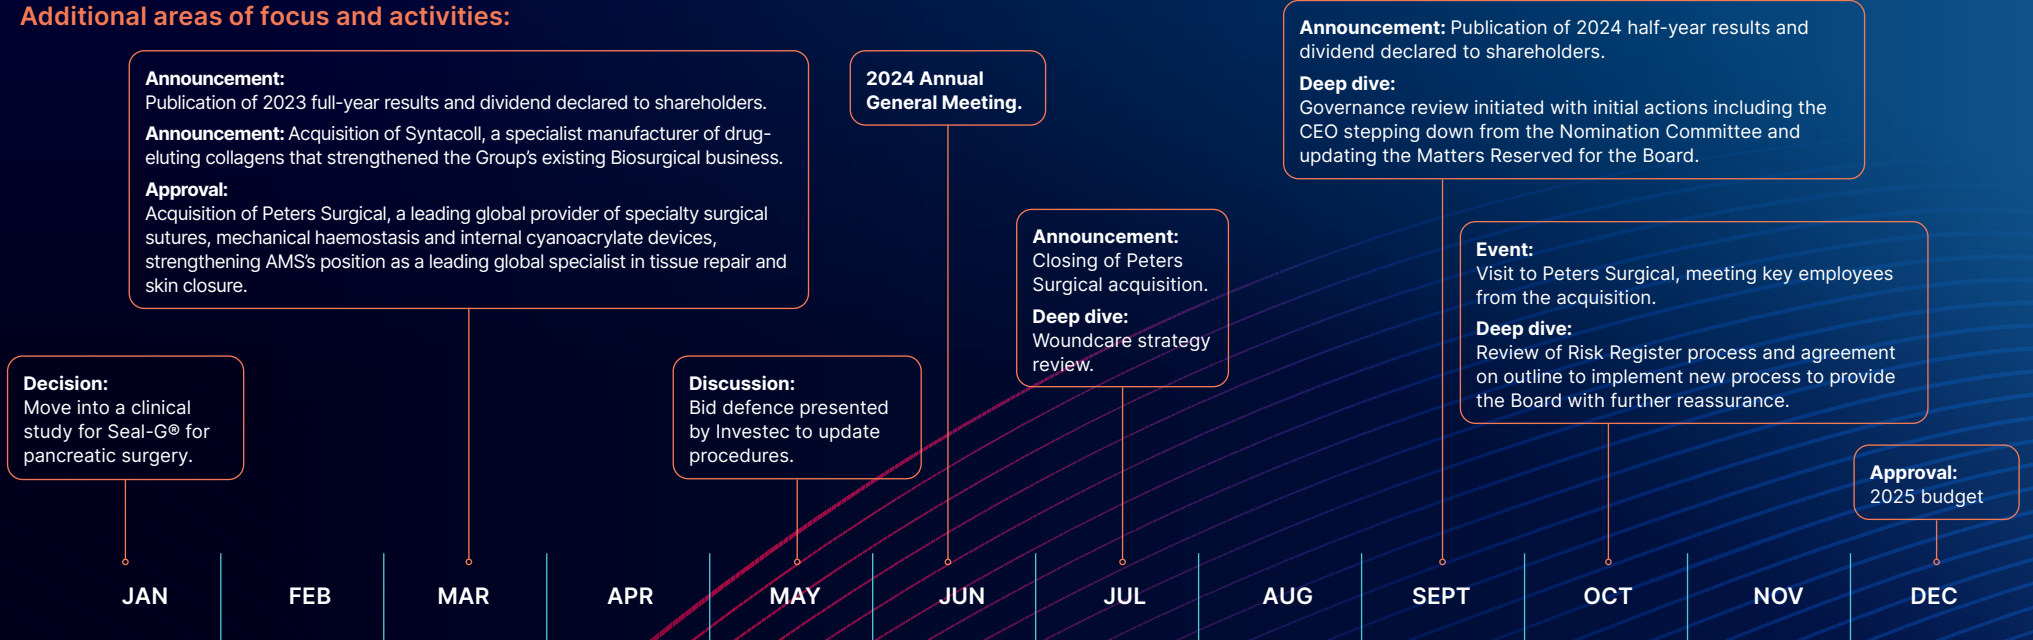 Additional areas of focus and activities:
Announcement:
Publication of 2023 full-year results and dividend declared to shareholders.
Announcement: Acquisition of Syntacoll, a specialist manufacturer of drug-
eluting collagens that strengthened the Group's existing Biosurgical business.
Approval:
Acquisition of Peters Surgical, a leading global provider of specialty surgical
sutures, mechanical haemostasis and internal cyanoacrylate devices,
strengthening AMS's position as a leading global specialist in tissue repair and
skin closure.
2024 Annual
General Meeting.
Announcement: Publication of 2024 half-year results and
dividend declared to shareholders.
Deep dive:
Governance review initiated with initial actions including the
CEO stepping down from the Nomination Committee and
updating the Matters Reserved for the Board.
Announcement:
Closing of Peters
Surgical acquisition.
Deep dive:
Woundcare strategy
review.
Event:
Visit to Peters Surgical, meeting key employees
from the acquisition.
Deep dive:
Review of Risk Register process and agreement
on outline to implement new process to provide
the Board with further reassurance.
Decision:
Move into a clinical
study for Seal-G® for
pancreatic surgery.
Discussion:
Bid defence presented
by Investec to update
procedures.
Approval:
2025 budget
JAN FEB MAR APR MAY JUN JUL AUG SEPT OCT NOV DEC